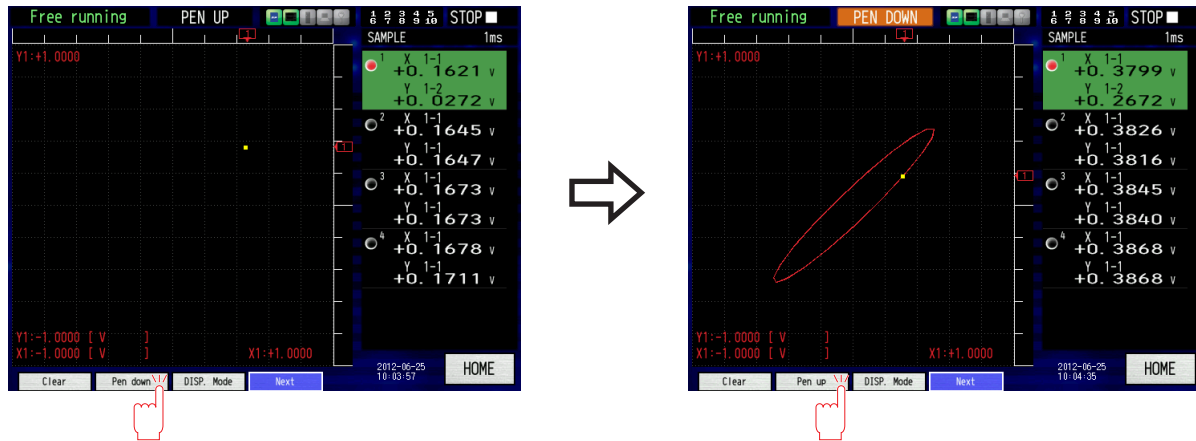 Free running PEN UP 1 2 3 4 5 STOP
6 7 8 9 10
1
SAMPLE 1ms
Y1:+1.0000
1 X 1-1
+0.1621 V
Y 1-2
+0.0272 V
2 X 1-1
+0.1645 V
Y 1-1
1 +0.1647 V
3 X 1-1
+0.1673 V
Y 1-1
+0.1673 V
4 X 1-1
+0.1678 V
Y 1-1
+0.1711 V
Y1:-1.0000 [ V ]
X1:-1.0000 [ V ] X1:+1.0000
2012-06-25
10:03:57
HOME
Clear Pen down DISP. Mode Next
Free running PEN DOWN 1 2 3 4 5 STOP
6 7 8 9 10
1
SAMPLE 1ms
Y1:+1.0000
1 X 1-1
+0.3799 V
Y 1-2
+0.2672 V
2 X 1-1
+0.3826 V
Y 1-1
+0.3816 V
1
3 X 1-1
+0.3845 V
Y 1-1
+0.3840 V
4 X 1-1
+0.3868 V
Y 1-1
+0.3868 V
Y1:-1.0000 [ V ]
X1:-1.0000 [ V ] X1:+1.0000
2012-06-25
10:04:35
HOME
Clear Pen up DISP. Mode Next